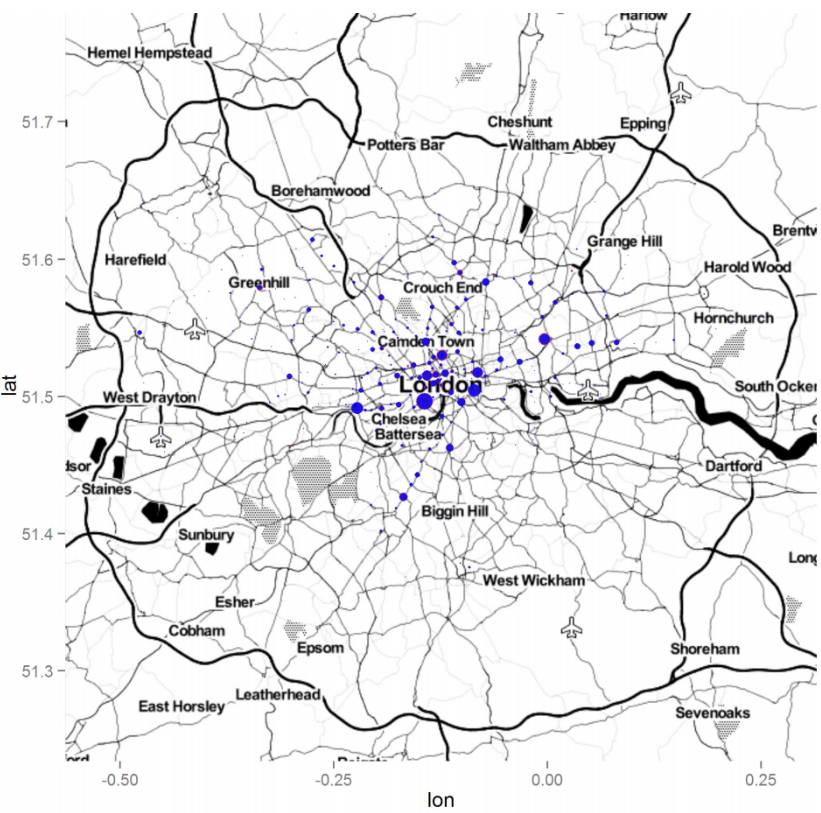 Harlow
Hemel Hempstead
51.7
Cheshunt
Epping
Potters Bar
Waltham Abbey
Borehamwood
Brentw
Grange Hill
51.6
Harefield
Harold Wood
Greenhill
Crouch End
Hornchurch
Camden Town
lat
London
South Ocken
51.5
West Drayton
Chelsea
Battersea
dsor
Dartford
Staines
Biggin Hill
51.4
Sunbury
Long
West Wickham
Esher
Cobham
Epsom
Shoreham
51.3
Leatherhead
East Horsley
Sevenoaks
ord
-0.50
-0.25
0.00
0.25
lon